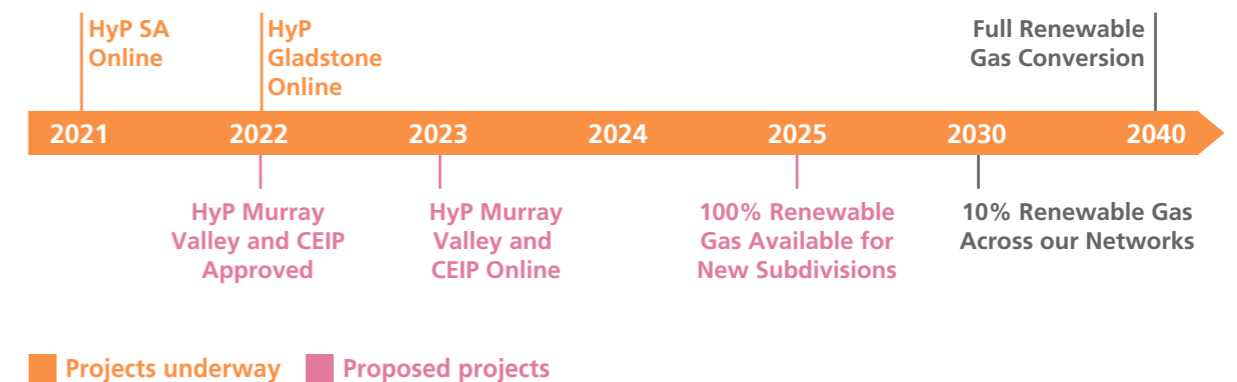 HyP SA
Online
HyP
Gladstone
Online
Full Renewable
Gas Conversion
2021 2022 2023 2024 2025 2030 2040
HyP Murray
Valley and CEIP
Approved
HyP Murray
Valley and
CEIP Online
100% Renewable
Gas Available for
New Subdivisions
10% Renewable Gas
Across our Networks
Projects underway
Proposed projects